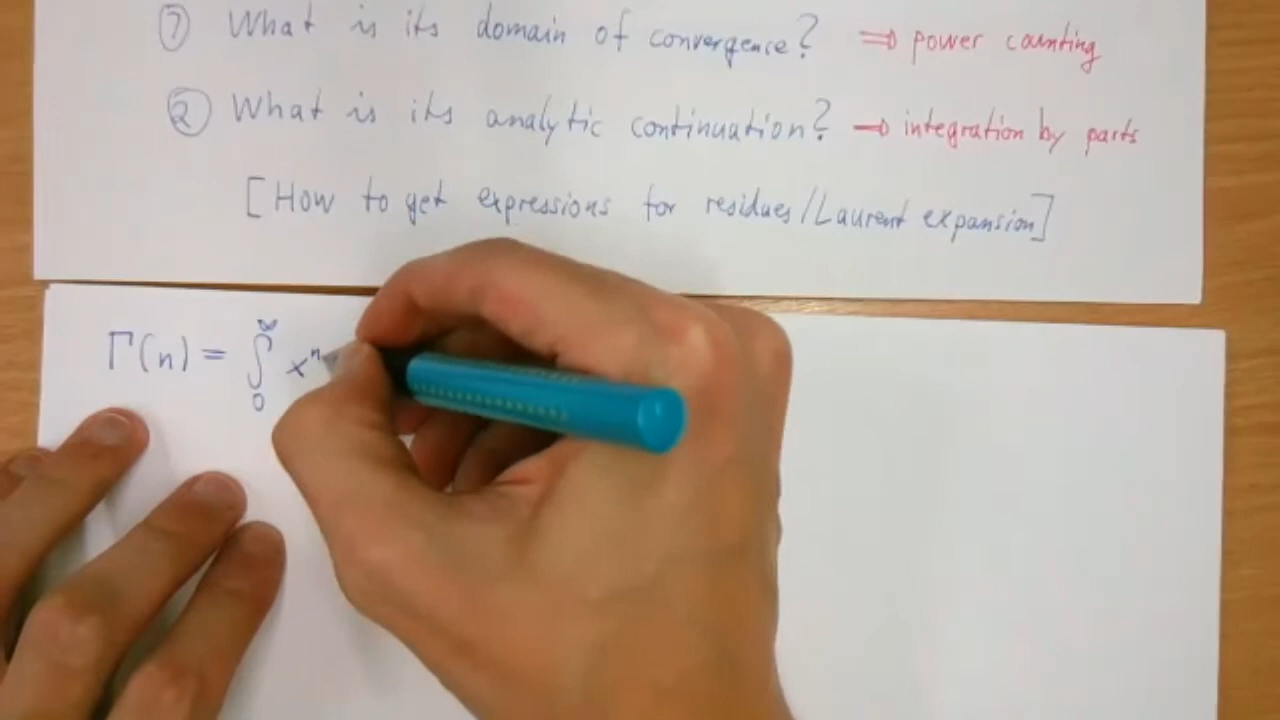 ① What is its domain of convergence? ⟹ power counting
② What is its analytic continuation? ⟶ integration by parts
[How to get expressions for residues/Laurent expansion]
Γ(n) = ∫₀^∞ xⁿ